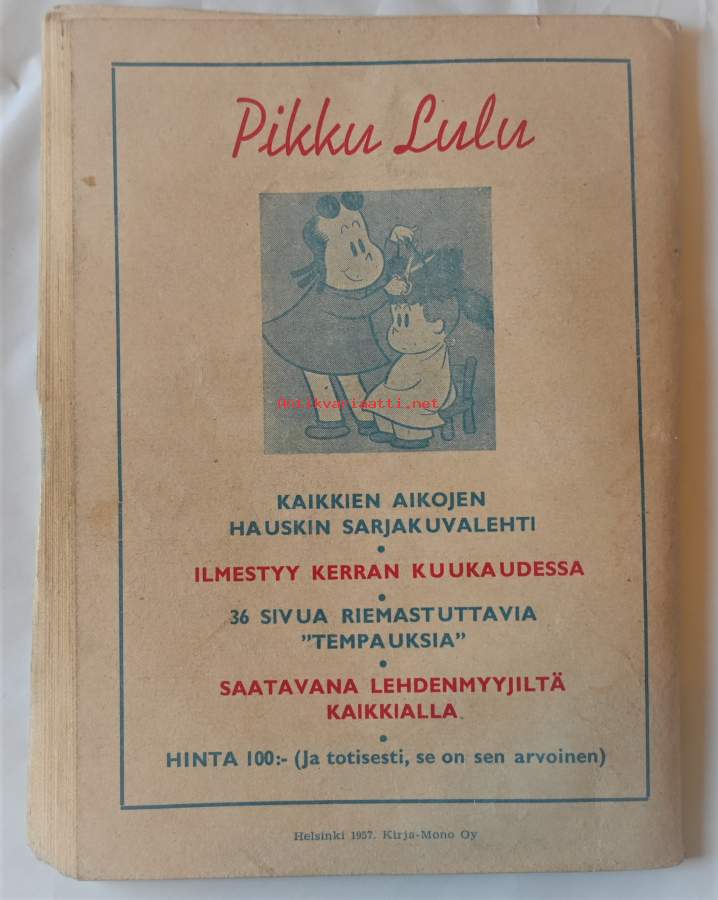 Pikku Lulu
Antikvariaatti.net
KAIKKIEN AIKOJEN
HAUSKIN SARJAKUVALEHTI
•
ILMESTYY KERRAN KUUKAUDESSA
•
36 SIVUA RIEMASTUTTAVIA
”TEMPAUKSIA”
•
SAATAVANA LEHDENMYYJILTÄ
KAIKKIALLA
•
HINTA 100:- (Ja totisesti, se on sen arvoinen)
Helsinki 1957. Kirja-Mono Oy